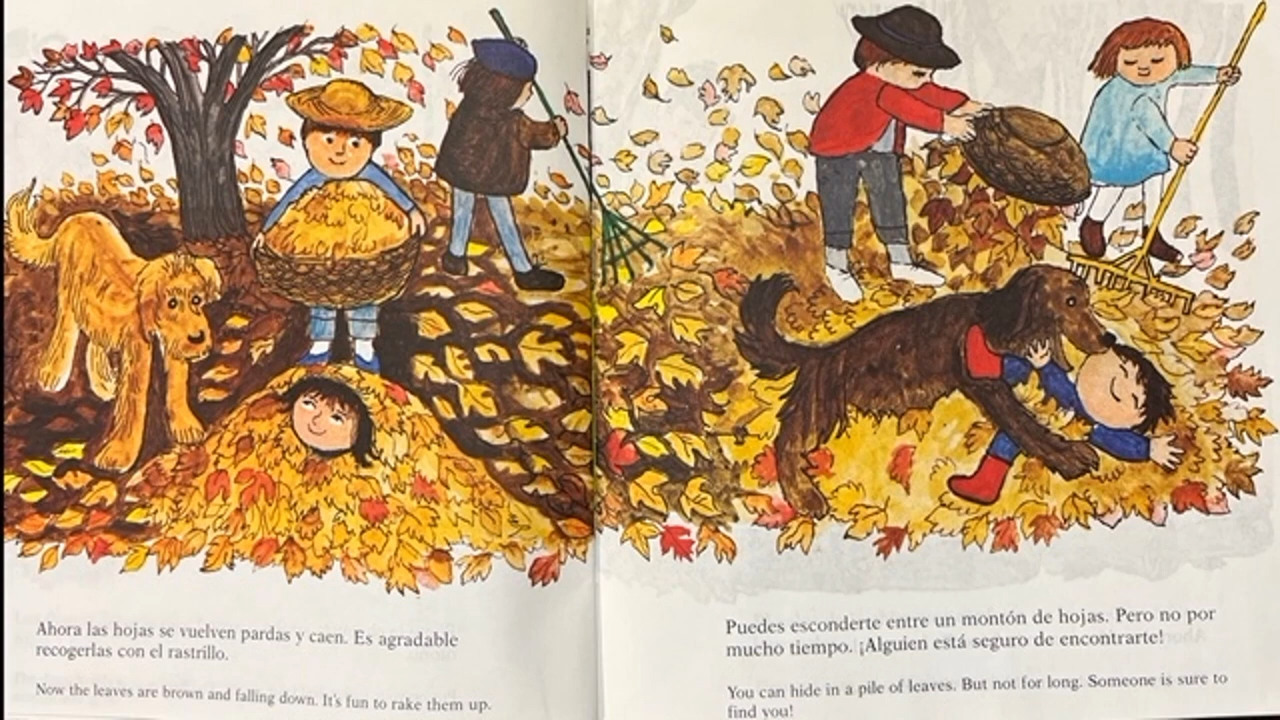 Ahora las hojas se vuelven pardas y caen. Es agradable
recogerlas con el rastrillo.
Now the leaves are brown and falling down. It's fun to rake them up.
Puedes esconderte entre un montón de hojas. Pero no por
mucho tiempo. ¡Alguien está seguro de encontrarte!
You can hide in a pile of leaves. But not for long. Someone is sure to
find you!